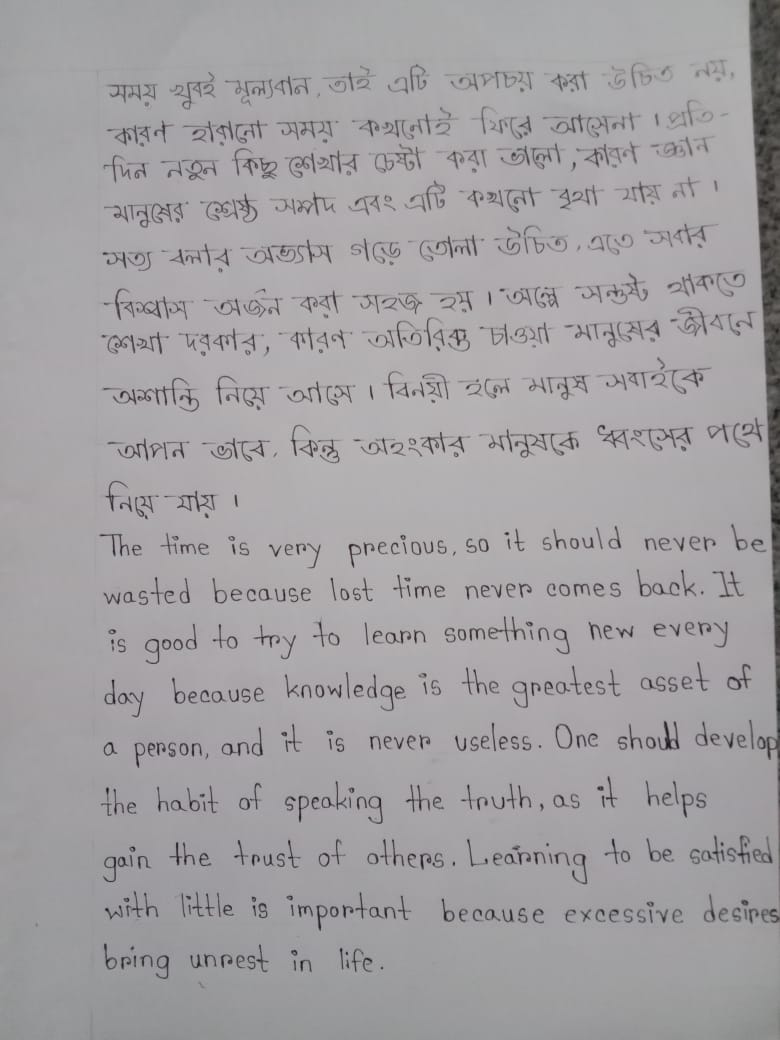 সময় খুবই মূল্যবান, তাই এটি অপচয় করা উচিত নয়,
কারণ হারানো সময় কখনোই ফিরে আসেনা । প্রতি-
দিন নতুন কিছু শেখার চেষ্টা করা ভালো, কারণ জ্ঞান
মানুষের শ্রেষ্ঠ সম্পদ এবং এটি কখনো বৃথা যায় না ।
সত্য বলার অভ্যাস গড়ে তোলা উচিত, এতে সবার
বিশ্বাস অর্জন করা সহজ হয় । অল্পে সন্তুষ্ট থাকতে
শেখা দরকার, কারণ অতিরিক্ত চাওয়া মানুষের জীবনে
অশান্তি নিয়ে আসে । বিনয়ী হলে মানুষ সবাইকে
আপন ভাবে, কিন্তু অহংকার মানুষকে ধ্বংসের পথে
নিয়ে যায় ।
The time is very precious, so it should never be
wasted because lost time never comes back. It
is good to try to learn something new every
day because knowledge is the greatest asset of
a person, and it is never useless. One should develop
the habit of speaking the truth, as it helps
gain the trust of others. Learning to be satisfied
with little is important because excessive desires
bring unrest in life.